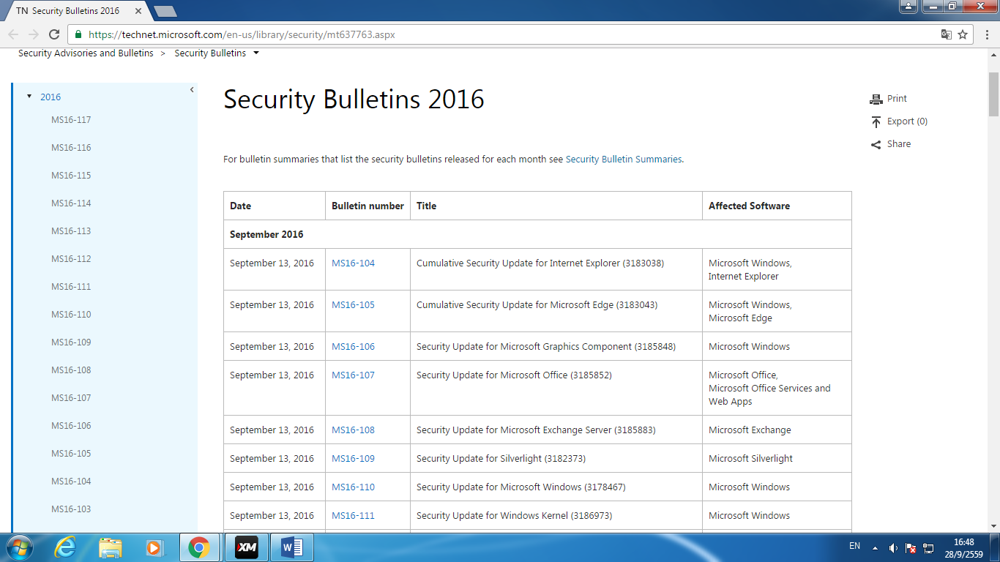 TN Security Bulletins 2016
https://technet.microsoft.com/en-us/library/security/mt637763.aspx
Security Advisories and Bulletins > Security Bulletins
2016
MS16-117
MS16-116
MS16-115
MS16-114
MS16-113
MS16-112
MS16-111
MS16-110
MS16-109
MS16-108
MS16-107
MS16-106
MS16-105
MS16-104
MS16-103
Security Bulletins 2016
Print
Export (0)
Share
For bulletin summaries that list the security bulletins released for each month see Security Bulletin Summaries.
Date Bulletin number Title Affected Software
September 2016
September 13, 2016 MS16-104 Cumulative Security Update for Internet Explorer (3183038) Microsoft Windows,
Internet Explorer
September 13, 2016 MS16-105 Cumulative Security Update for Microsoft Edge (3183043) Microsoft Windows,
Microsoft Edge
September 13, 2016 MS16-106 Security Update for Microsoft Graphics Component (3185848) Microsoft Windows
September 13, 2016 MS16-107 Security Update for Microsoft Office (3185852) Microsoft Office,
Microsoft Office Services and
Web Apps
September 13, 2016 MS16-108 Security Update for Microsoft Exchange Server (3185883) Microsoft Exchange
September 13, 2016 MS16-109 Security Update for Silverlight (3182373) Microsoft Silverlight
September 13, 2016 MS16-110 Security Update for Microsoft Windows (3178467) Microsoft Windows
September 13, 2016 MS16-111 Security Update for Windows Kernel (3186973) Microsoft Windows
XM
W
EN
16:48
28/9/2559